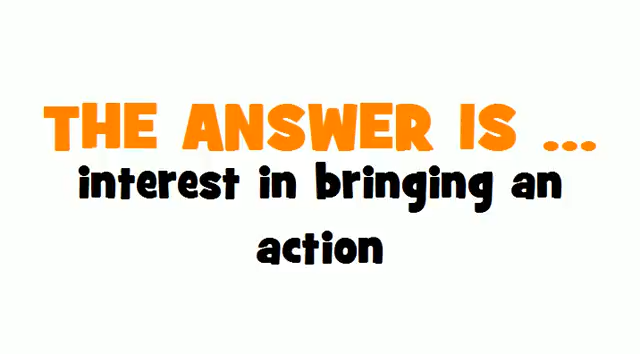 THE ANSWER IS ...
interest in bringing an
action